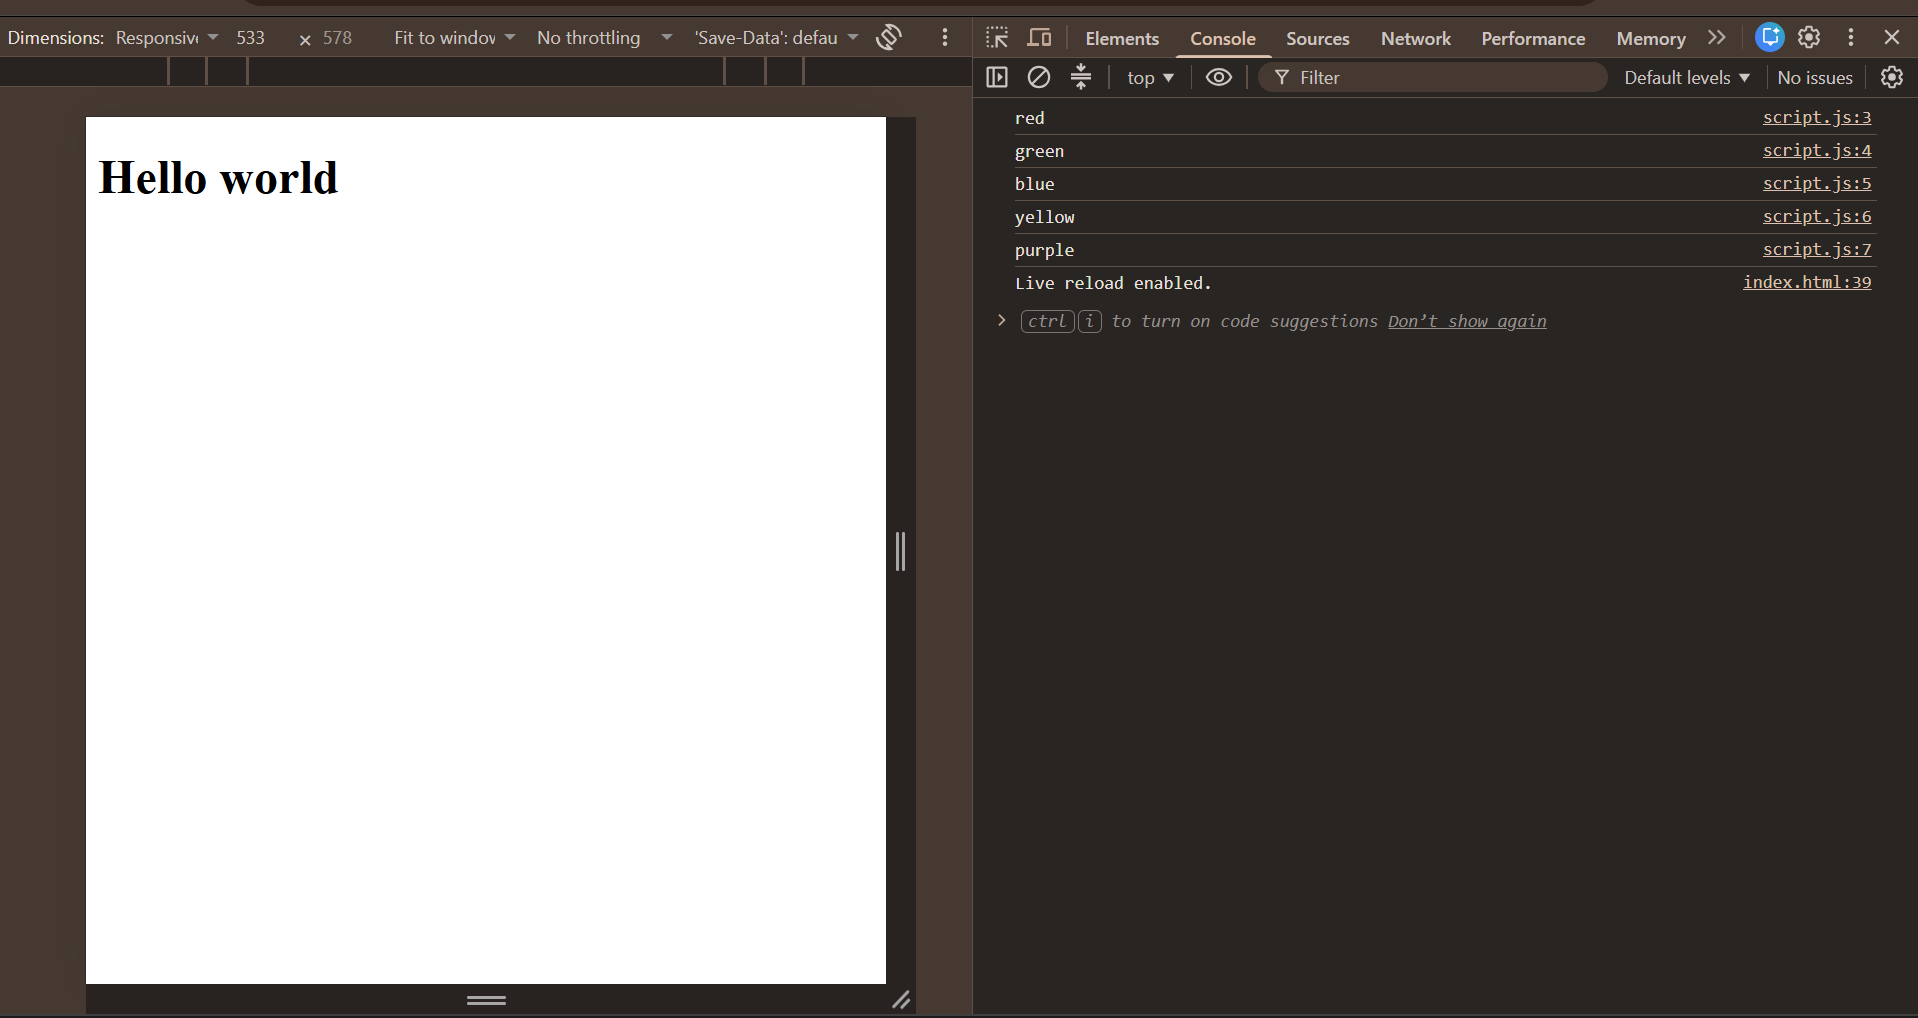 Dimensions: Responsive 533 × 578 Fit to window No throttling 'Save-Data': defau
Elements Console Sources Network Performance Memory
top Filter Default levels No issues
Hello world
red script.js:3
green script.js:4
blue script.js:5
yellow script.js:6
purple script.js:7
Live reload enabled. index.html:39
ctrl i to turn on code suggestions Don’t show again